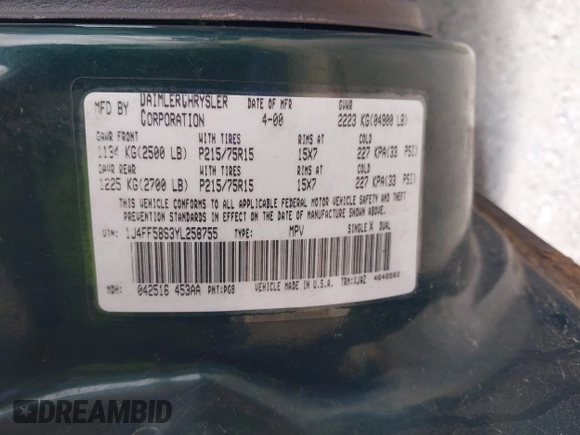 MFD BY DAIMLERCHRYSLER CORPORATION DATE OF MFR 4-00 GVWR 2223 KG(04900 LB)
GAWR FRONT WITH TIRES RIMS AT COLD
1134 KG(2500 LB) P215/75R15 15X7 227 KPA(33 PSI)
GAWR REAR WITH TIRES RIMS AT COLD
1225 KG(2700 LB) P215/75R15 15X7 227 KPA(33 PSI)
THIS VEHICLE CONFORMS TO ALL APPLICABLE FEDERAL MOTOR VEHICLE SAFETY AND THEFT
PREVENTION STANDARDS IN EFFECT ON THE DATE OF MANUFACTURE SHOWN ABOVE.
VIN: 1J4FF58S3YL258755 TYPE: MPV SINGLE X DUAL
MDH: 042516 453AA PNT:PG8 VEHICLE MADE IN U.S.A. TRM:XJAZ 4648503
DREAMBID